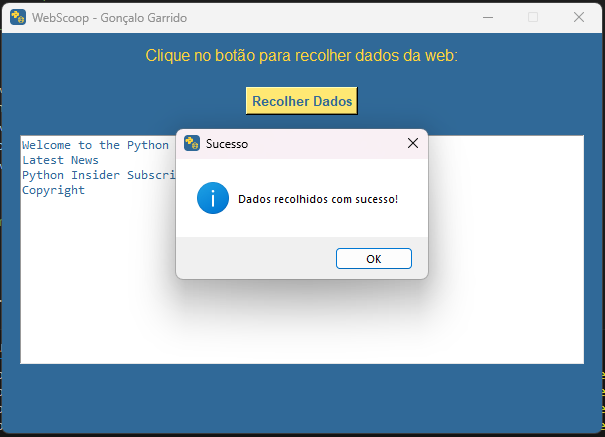 WebScoop - Gonçalo Garrido
Clique no botão para recolher dados da web:
Recolher Dados
Welcome to the Python
Latest News
Python Insider Subscri
Copyright
Sucesso
Dados recolhidos com sucesso!
OK